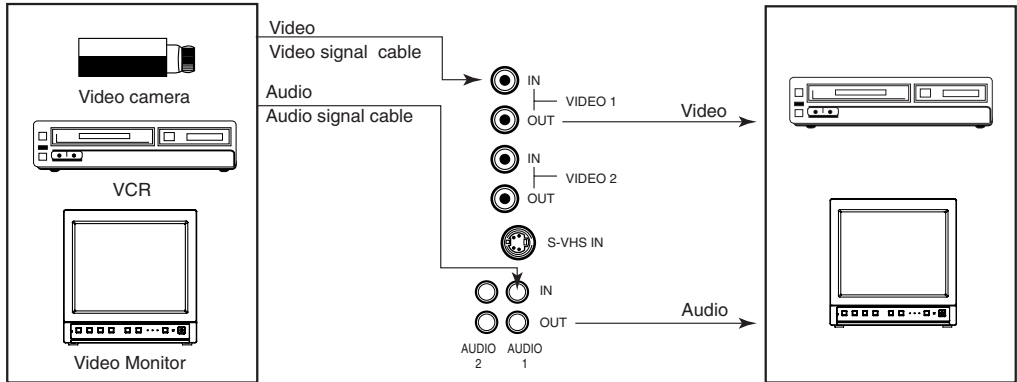 Video
Video signal cable
Audio
Audio signal cable
Video camera
VCR
Video Monitor
IN
VIDEO 1
OUT
Video
IN
VIDEO 2
OUT
S-VHS IN
IN
OUT
Audio
AUDIO AUDIO
2 1